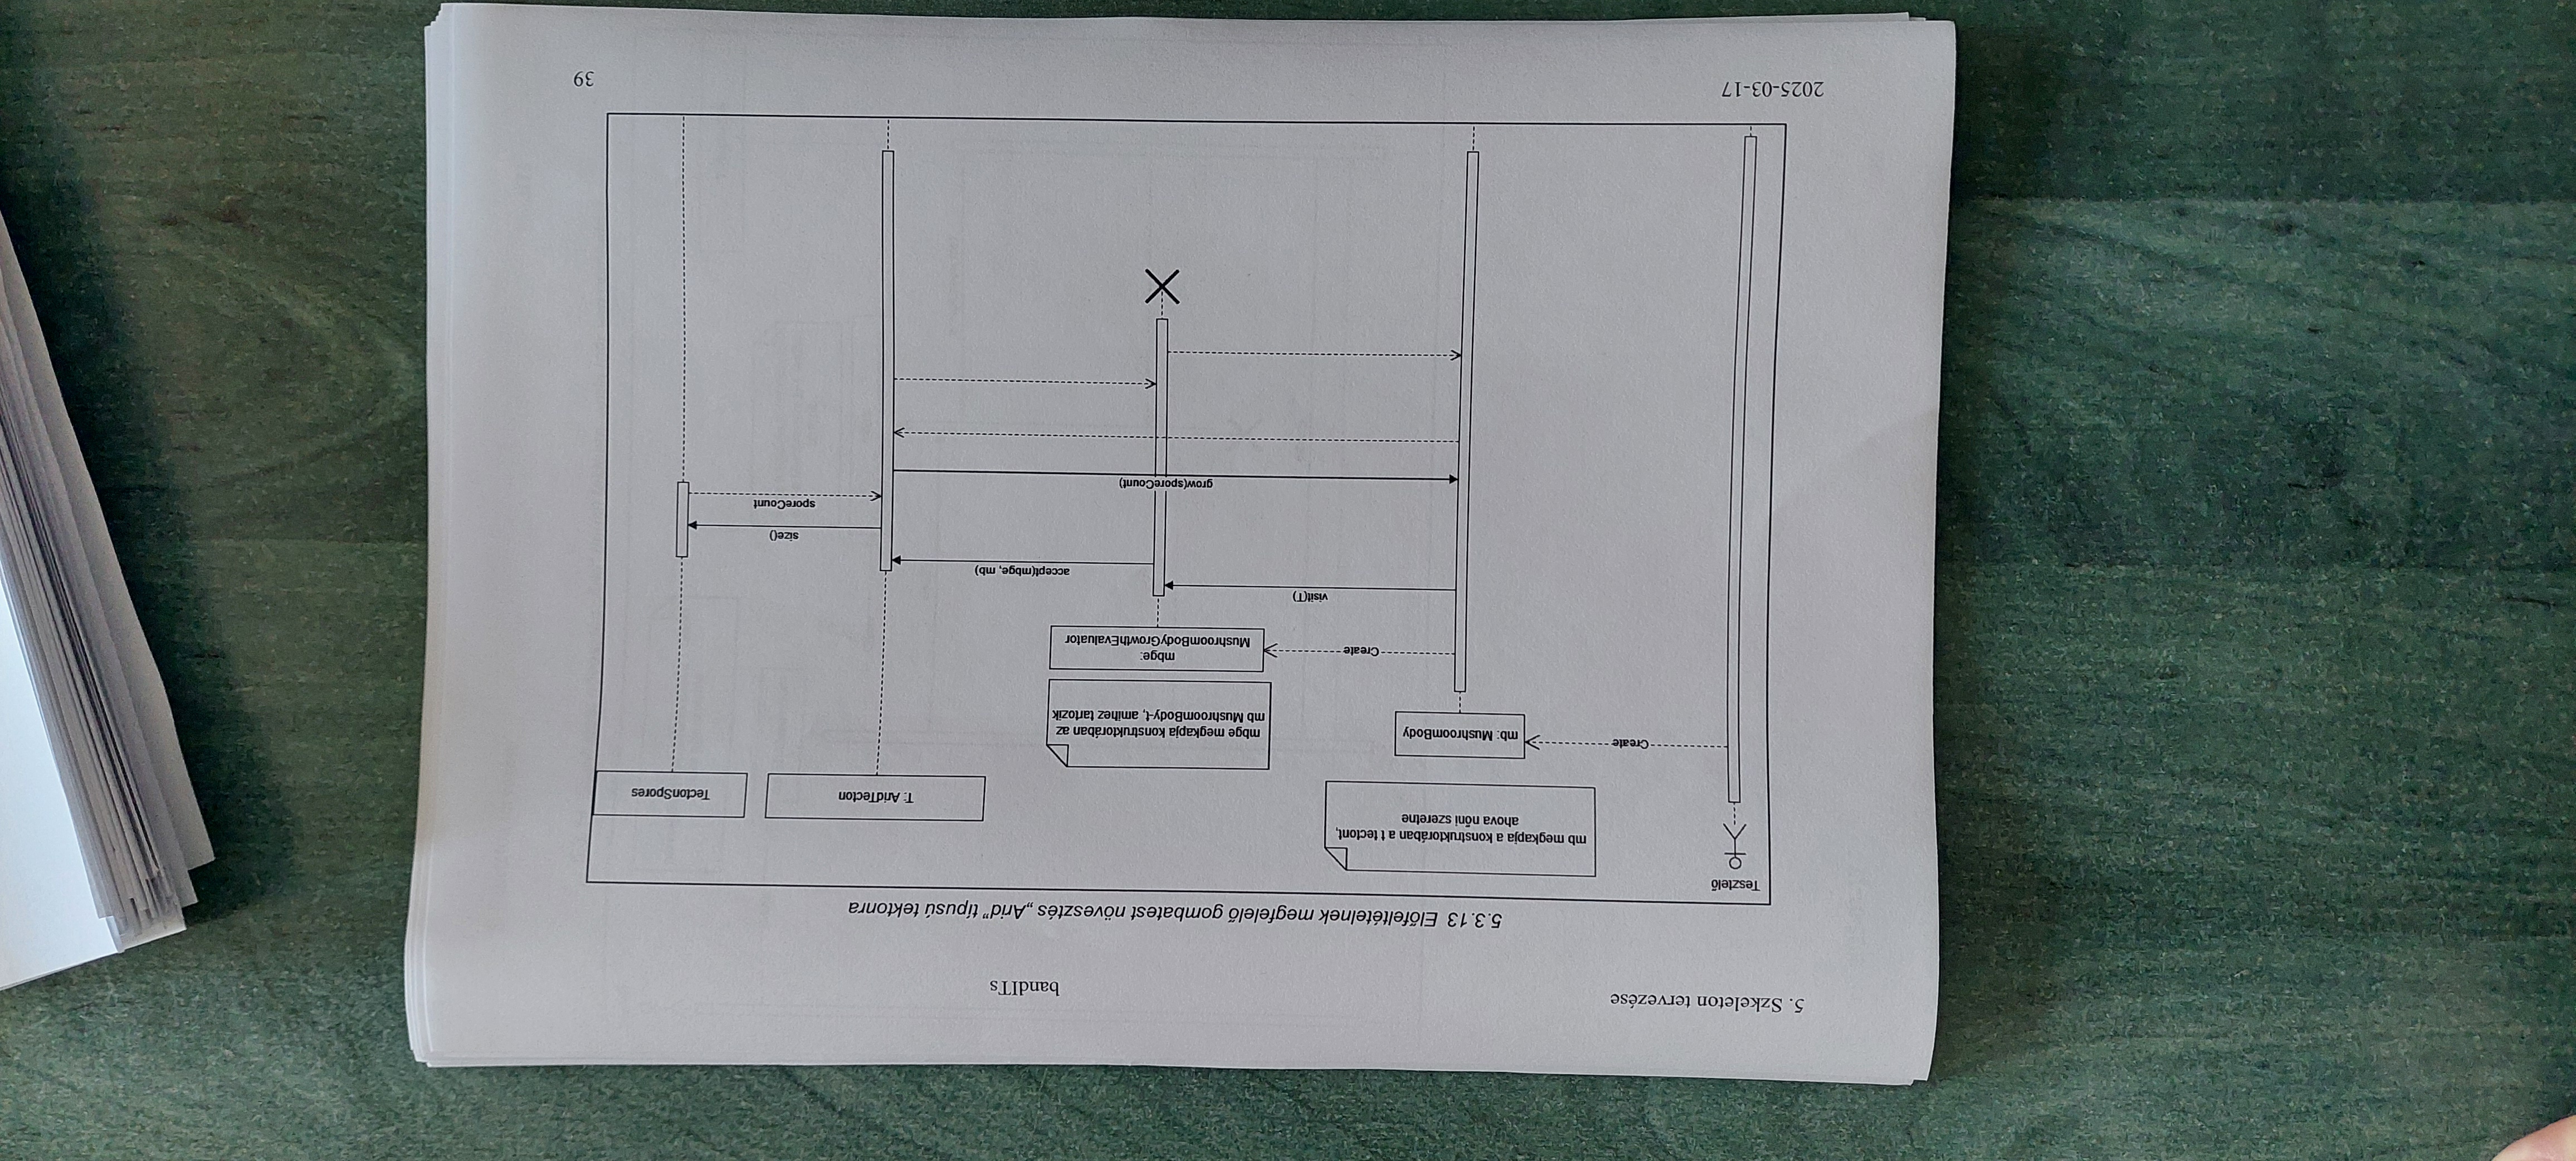 5. Szkeleton tervezése
bandITs
5.3.13 Előfeltételnek megfelelő gombatest növesztés „Arid” típusú tektonra
Tesztelő
mb megkapja a konstruktorában a t tectont,
ahova nőni szeretne
mbge megkapja konstruktorában az
mb MushroomBody-t, amihez tartozik
T: AridTecton
TectonSpores
mb: MushroomBody
mbge:
MushroomBodyGrowthEvaluator
Create
Create
visit(T)
accept(mbge, mb)
size()
sporeCount
grow(sporeCount)
2025-03-17
39